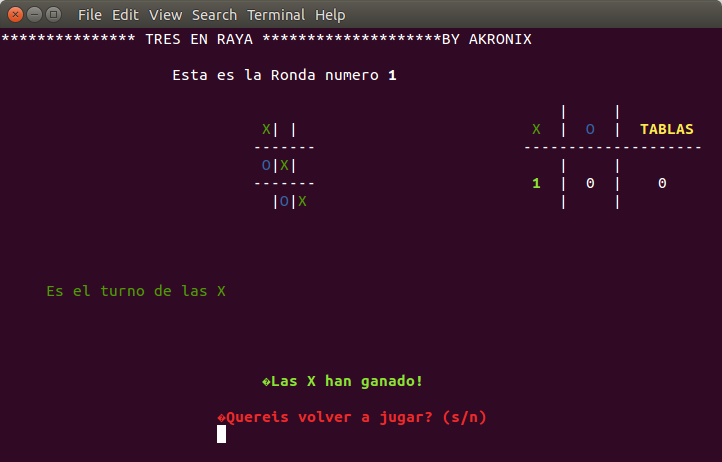 File Edit View Search Terminal Help
*************** TRES EN RAYA ********************BY AKRONIX
Esta es la Ronda numero 1
| |
X| | X | O | TABLAS
------- --------------------
O|X| | |
------- 1 | 0 | 0
|O|X | |
Es el turno de las X
�Las X han ganado!
�Quereis volver a jugar? (s/n)